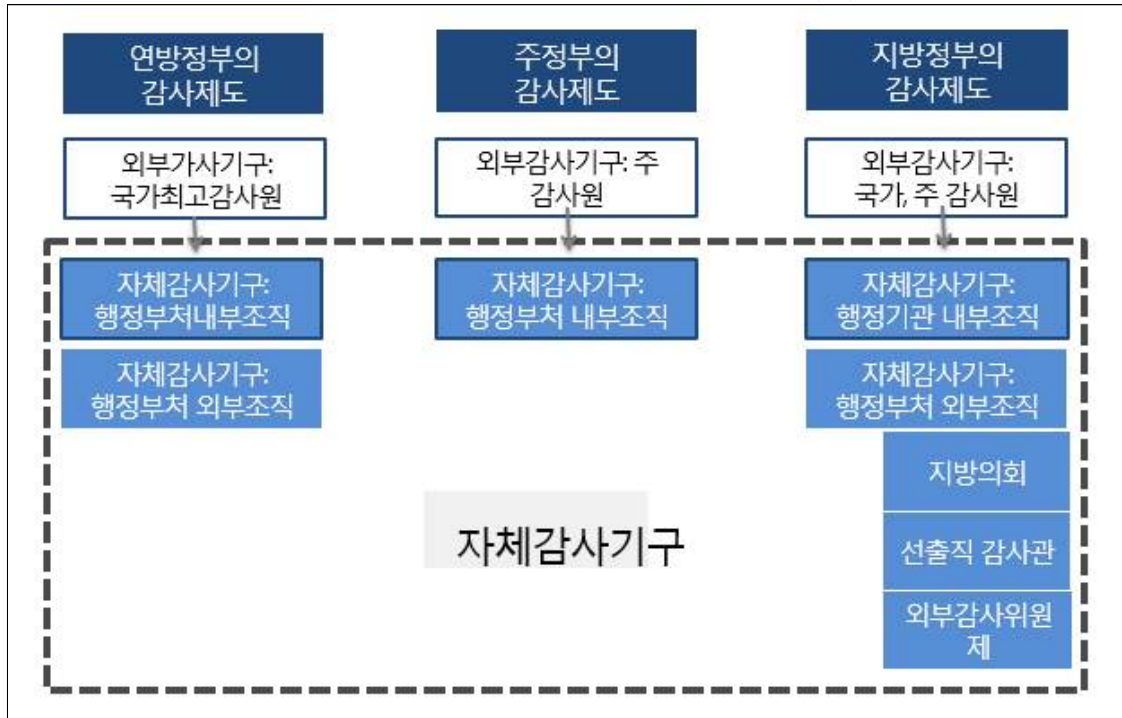 연방정부의
감사제도
주정부의
감사제도
지방정부의
감사제도
외부가사기구:
국가최고감사원
외부감사기구: 주
감사원
외부감사기구:
국가, 주 감사원
자체감사기구:
행정부처내부조직
자체감사기구:
행정부처 내부조직
자체감사기구:
행정기관 내부조직
자체감사기구:
행정부처 외부조직
자체감사기구:
행정부처 외부조직
지방의회
선출직 감사관
외부감사위원
제
자체감사기구